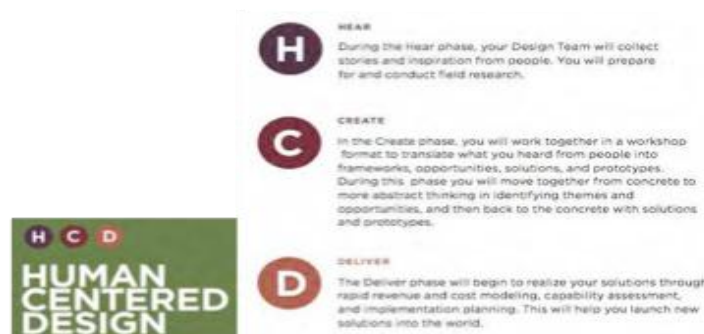 H
HEAR
During the Hear phase, your Design Team will collect
stories and inspiration from people. You will prepare
for and conduct field research.
C
CREATE
In the Create phase, you will work together in a workshop
format to translate what you heard from people into
frameworks, opportunities, solutions, and prototypes.
During this phase you will move together from concrete to
more abstract thinking in identifying themes and
opportunities, and then back to the concrete with solutions
and prototypes.
D
DELIVER
The Deliver phase will begin to realize your solutions through
rapid revenue and cost modeling, capability assessment,
and implementation planning. This will help you launch new
solutions into the world.
H C D
HUMAN
CENTERED
DESIGN